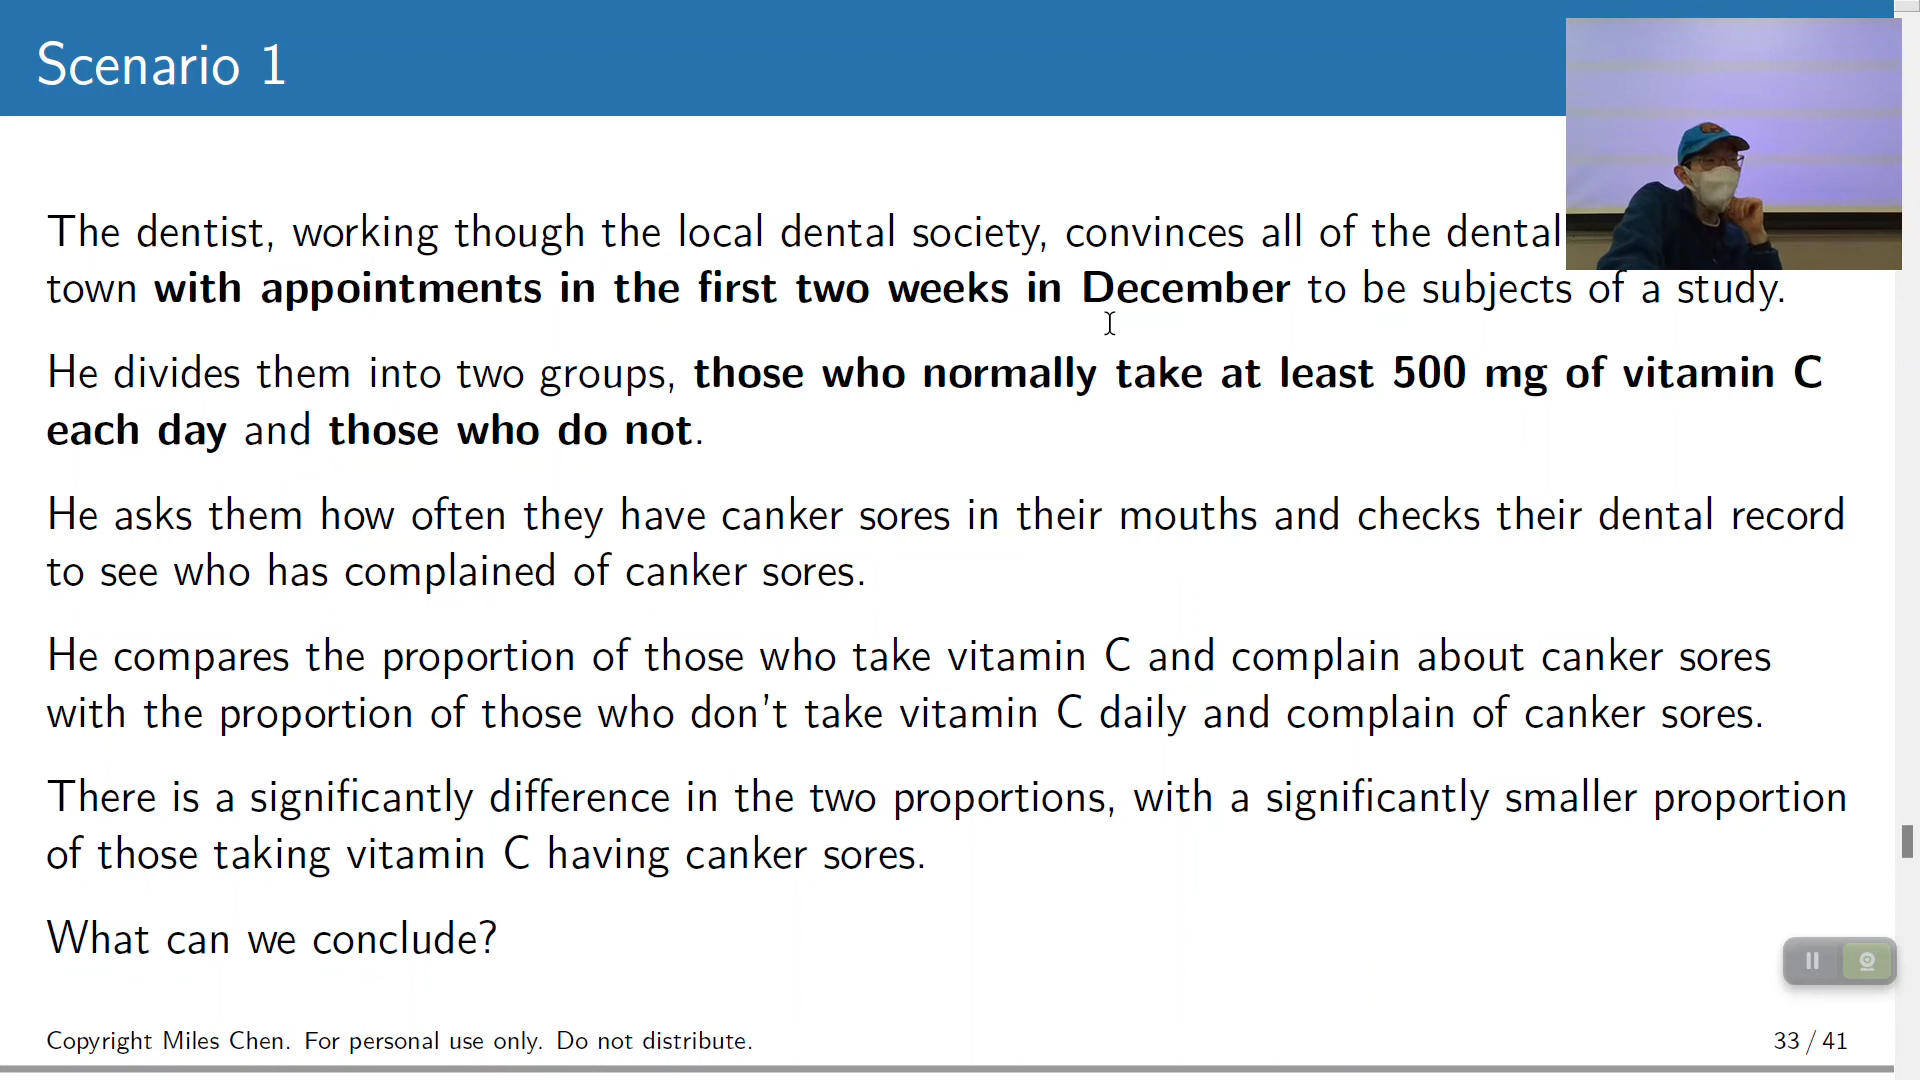 Scenario 1
The dentist, working though the local dental society, convinces all of the dental
town with appointments in the first two weeks in December to be subjects of a study.
He divides them into two groups, those who normally take at least 500 mg of vitamin C
each day and those who do not.
He asks them how often they have canker sores in their mouths and checks their dental record
to see who has complained of canker sores.
He compares the proportion of those who take vitamin C and complain about canker sores
with the proportion of those who don't take vitamin C daily and complain of canker sores.
There is a significantly difference in the two proportions, with a significantly smaller proportion
of those taking vitamin C having canker sores.
What can we conclude?
Copyright Miles Chen. For personal use only. Do not distribute.
33 / 41